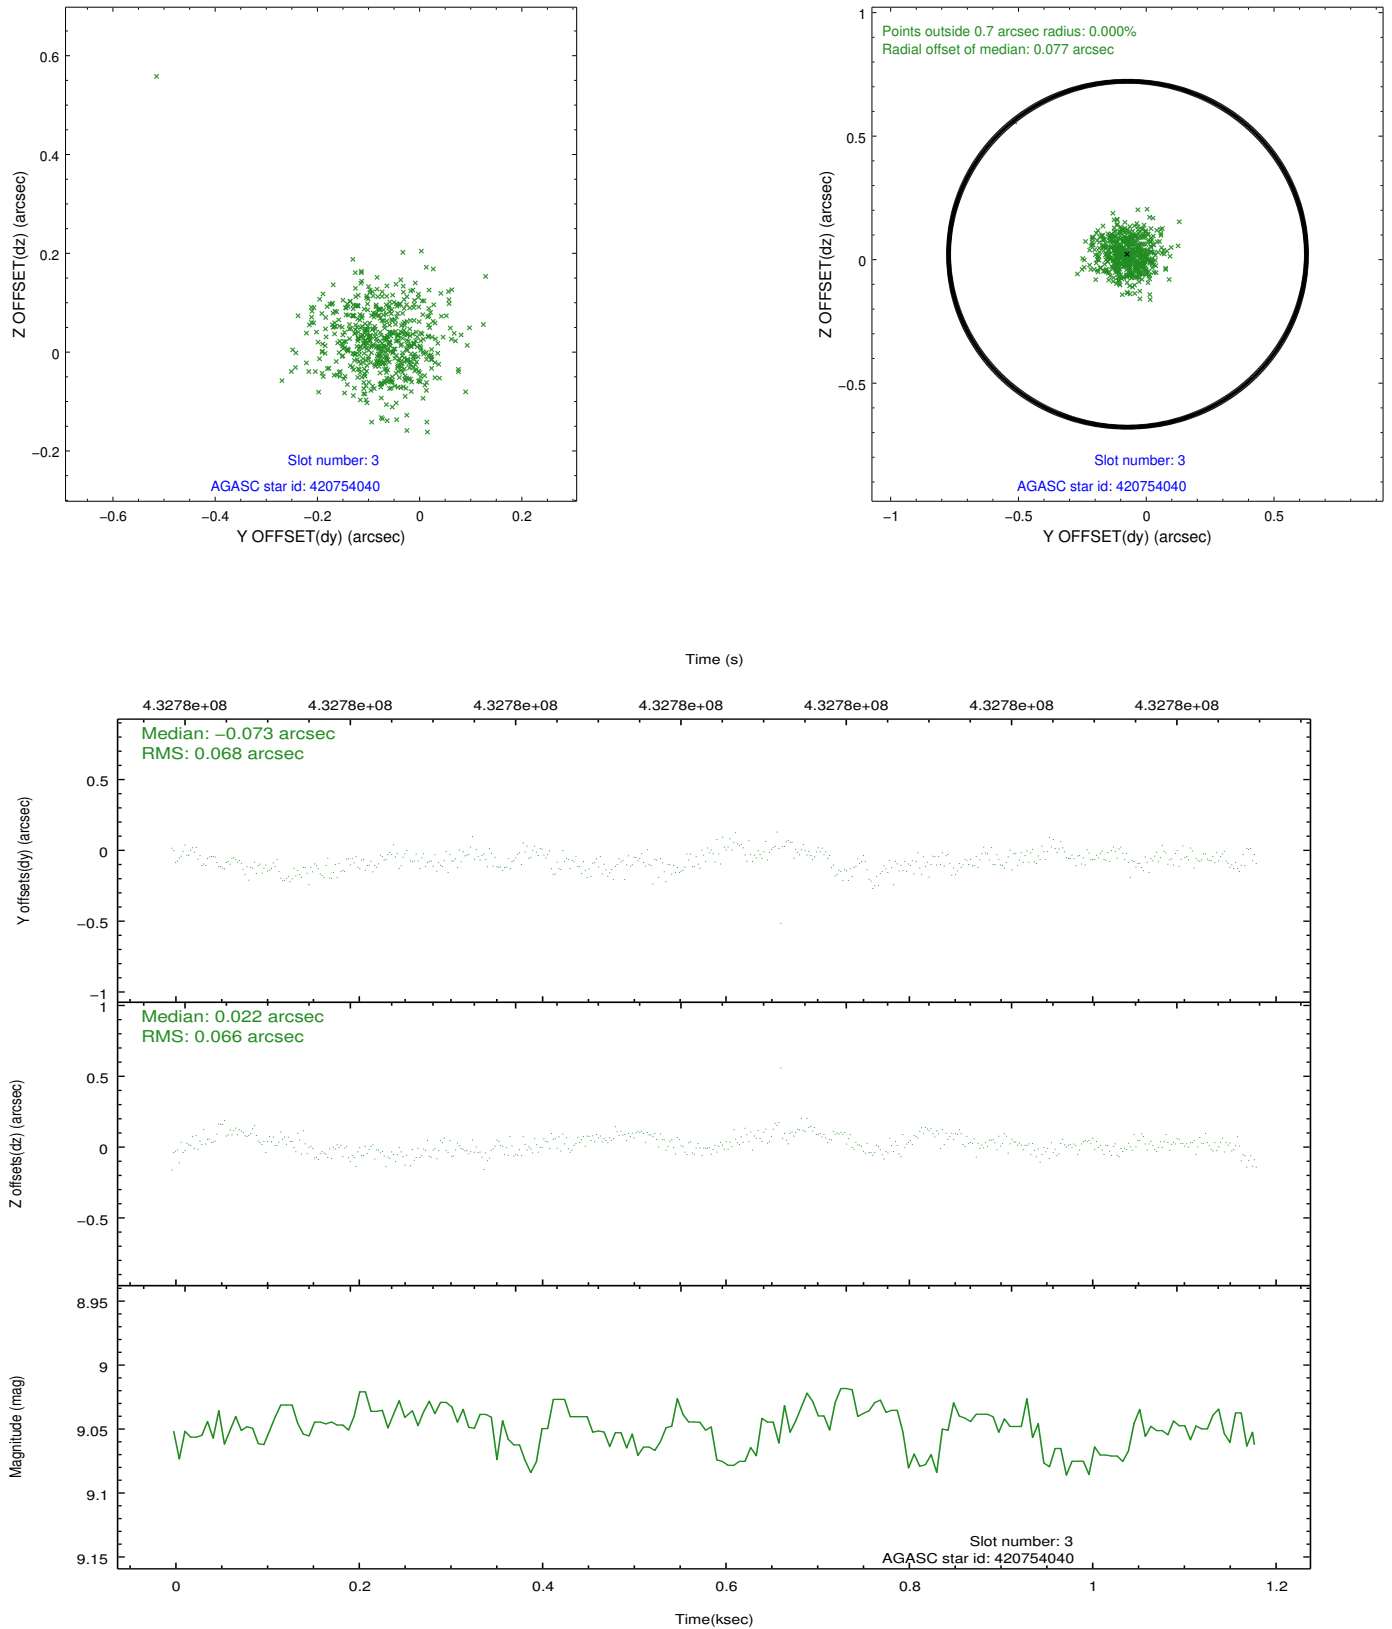 0.6
0.4
0.2
0
−0.2
Z OFFSET(dz) (arcsec)
Slot number: 3
AGASC star id: 420754040
−0.6 −0.4 −0.2 0 0.2
Y OFFSET(dy) (arcsec)
Points outside 0.7 arcsec radius: 0.000%
Radial offset of median: 0.077 arcsec
1
0.5
0
−0.5
Z OFFSET(dz) (arcsec)
Slot number: 3
AGASC star id: 420754040
−1 −0.5 0 0.5
Y OFFSET(dy) (arcsec)
Time (s)
4.3278e+08 4.3278e+08 4.3278e+08 4.3278e+08 4.3278e+08 4.3278e+08 4.3278e+08
Median: −0.073 arcsec
RMS: 0.068 arcsec
0.5
0
−0.5
−1
Y offsets(dy) (arcsec)
Median: 0.022 arcsec
RMS: 0.066 arcsec
1
0.5
0
−0.5
Z offsets(dz) (arcsec)
8.95
9
9.05
9.1
9.15
Magnitude (mag)
Slot number: 3
AGASC star id: 420754040
0 0.2 0.4 0.6 0.8 1 1.2
Time(ksec)